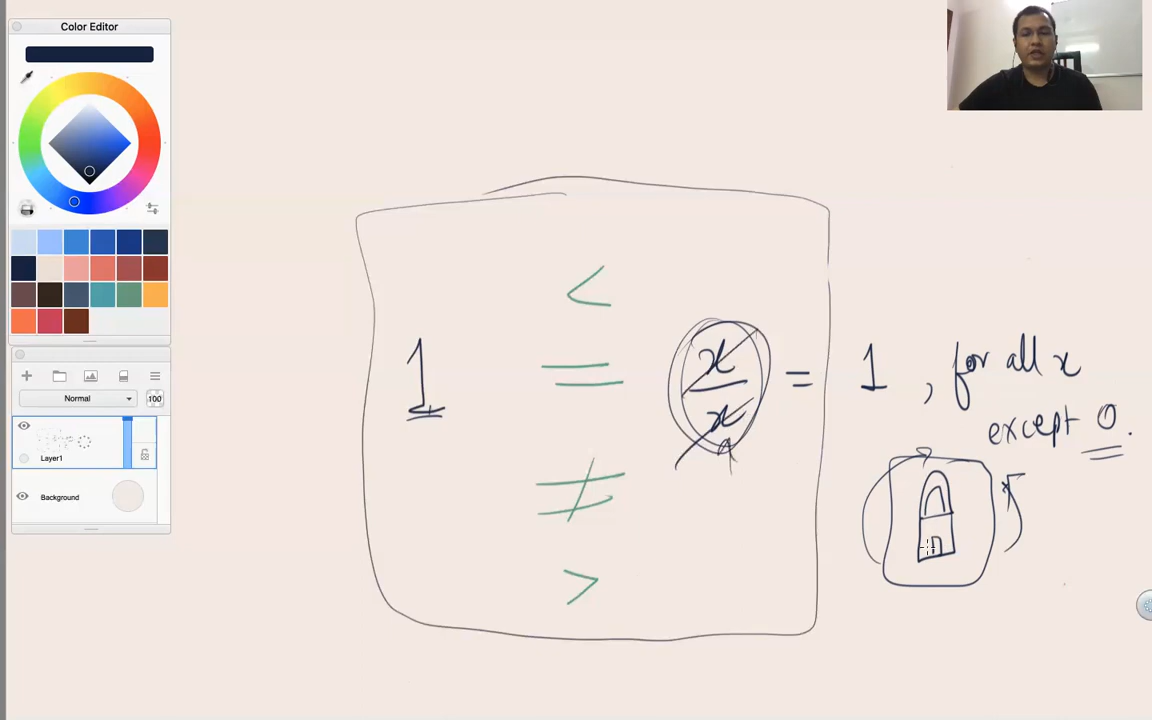 Color Editor
Normal
100
Layer1
Background
<
1 = x/x = 1 , for all x
except 0.
≠
>